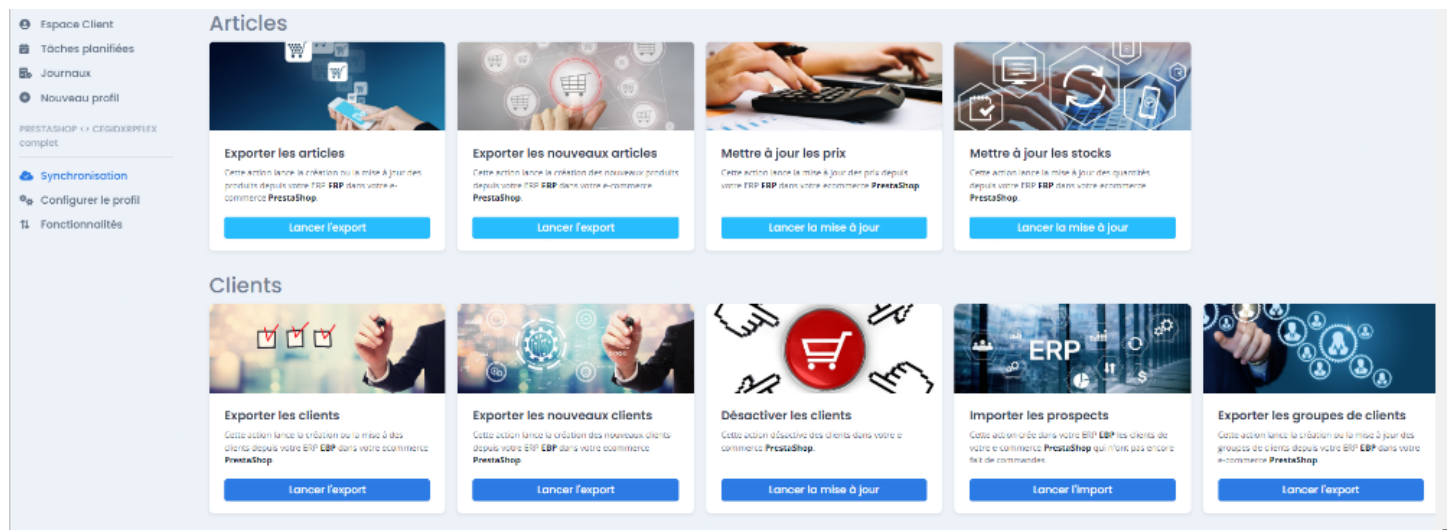 Espace Client
Tâches planifiées
Journaux
Nouveau profil
PRESTASHOP <> CEGIDXRPFLEX
complet
Synchronisation
Configurer le profil
Fonctionnalités
Articles
Exporter les articles
Cette action lance la création ou la mise à jour des
produits depuis votre ERP EBP dans votre e-
commerce PrestaShop.
Lancer l'export
Exporter les nouveaux articles
Cette action lance la création des nouveaux produits
depuis votre ERP EBP dans votre e-commerce
PrestaShop.
Lancer l'export
Mettre à jour les prix
Cette action lance la mise à jour des prix depuis
votre ERP EBP dans votre ecommerce PrestaShop
Lancer la mise à jour
Mettre à jour les stocks
Cette action lance la mise à jour des quantités
depuis votre ERP EBP dans votre ecommerce
PrestaShop.
Lancer la mise à jour
Clients
Exporter les clients
Cette action lance la création ou la mise à des
clients depuis votre ERP EBP dans votre ecommerce
PrestaShop
Lancer l'export
Exporter les nouveaux clients
Cette action lance la création des nouveaux clients
depuis votre ERP EBP dans votre ecommerce
PrestaShop
Lancer l'export
Désactiver les clients
Cette action désactive des clients dans votre e-
commerce PrestaShop.
Lancer la mise à jour
ERP
Importer les prospects
Cette action crée dans votre ERP EBP les clients de
votre e-commerce PrestaShop qui n'ont pas encore
fait de commandes
Lancer l'import
Exporter les groupes de clients
Cette action lance la création ou la mise à jour des
groupes de clients depuis votre ERP EBP dans votre
e-commerce PrestaShop.
Lancer l'export